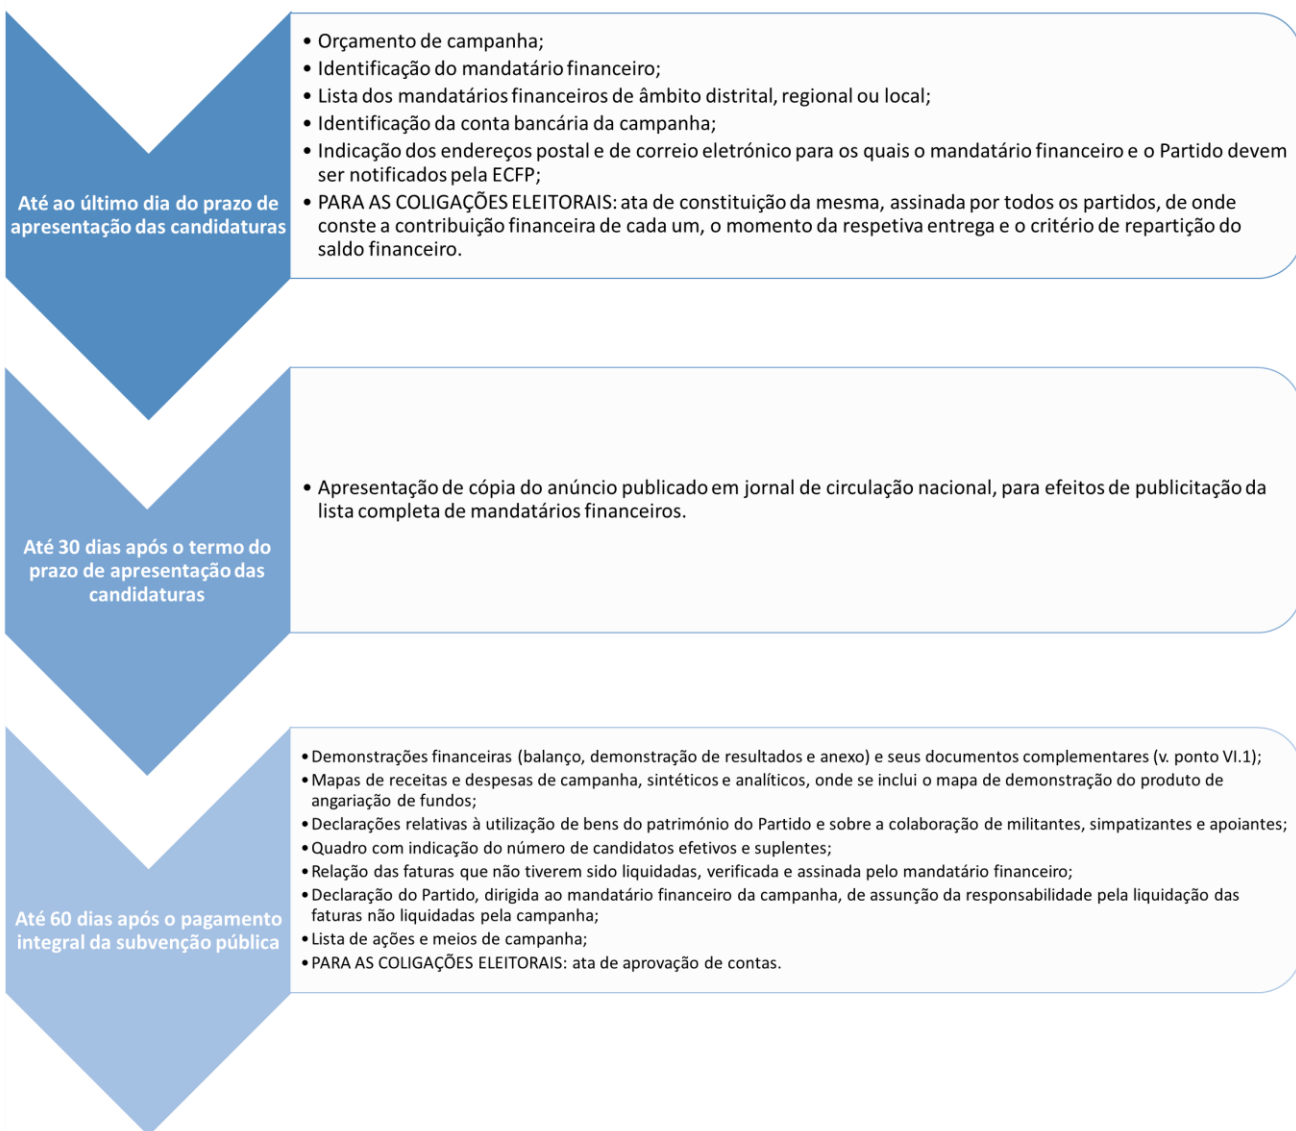 Até ao último dia do prazo de
apresentação das candidaturas
• Orçamento de campanha;
• Identificação do mandatário financeiro;
• Lista dos mandatários financeiros de âmbito distrital, regional ou local;
• Identificação da conta bancária da campanha;
• Indicação dos endereços postal e de correio eletrónico para os quais o mandatário financeiro e o Partido devem
ser notificados pela ECFP;
• PARA AS COLIGAÇÕES ELEITORAIS: ata de constituição da mesma, assinada por todos os partidos, de onde
conste a contribuição financeira de cada um, o momento da respetiva entrega e o critério de repartição do
saldo financeiro.
Até 30 dias após o termo do
prazo de apresentação das
candidaturas
• Apresentação de cópia do anúncio publicado em jornal de circulação nacional, para efeitos de publicitação da
lista completa de mandatários financeiros.
Até 60 dias após o pagamento
integral da subvenção pública
• Demonstrações financeiras (balanço, demonstração de resultados e anexo) e seus documentos complementares (v. ponto VI.1);
• Mapas de receitas e despesas de campanha, sintéticos e analíticos, onde se inclui o mapa de demonstração do produto de
angariação de fundos;
• Declarações relativas à utilização de bens do património do Partido e sobre a colaboração de militantes, simpatizantes e apoiantes;
• Quadro com indicação do número de candidatos efetivos e suplentes;
• Relação das faturas que não tiverem sido liquidadas, verificada e assinada pelo mandatário financeiro;
• Declaração do Partido, dirigida ao mandatário financeiro da campanha, de assunção da responsabilidade pela liquidação das
faturas não liquidadas pela campanha;
• Lista de ações e meios de campanha;
• PARA AS COLIGAÇÕES ELEITORAIS: ata de aprovação de contas.